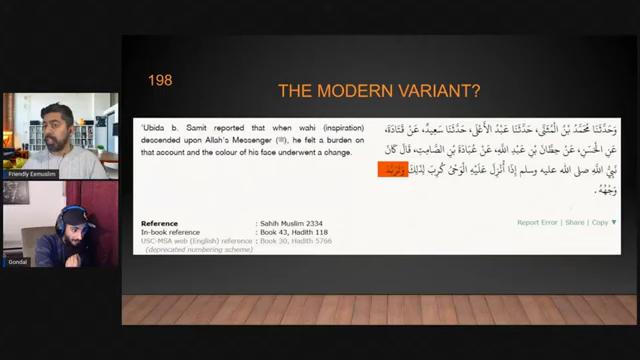 198
THE MODERN VARIANT?
'Ubida b. Samit reported that when wahi (inspiration)
descended upon Allah's Messenger (ﷺ), he felt a burden
on that account and the colour of his face underwent a change.
وَحَدَّثَنَا مُحَمَّدُ بْنُ الْمُثَنَّى، حَدَّثَنَا عَبْدُ الأَعْلَى، حَدَّثَنَا سَعِيدٌ، عَنْ قَتَادَةَ،
عَنِ الْحَسَنِ، عَنْ حِطَّانَ بْنِ عَبْدِ اللَّهِ، عَنْ عُبَادَةَ بْنِ الصَّامِتِ، قَالَ كَانَ
نَبِيُّ اللَّهِ صلى الله عليه وسلم إِذَا أُنْزِلَ عَلَيْهِ الْوَحْىُ كُرِبَ لِذَلِكَ وَتَرَبَّدَ
وَجْهُهُ .
Reference : Sahih Muslim 2334
In-book reference : Book 43, Hadith 118
USC-MSA web (English) reference : Book 30, Hadith 5766
(deprecated numbering scheme)
Report Error | Share | Copy ▼
Friendly Exmuslim
Gondal